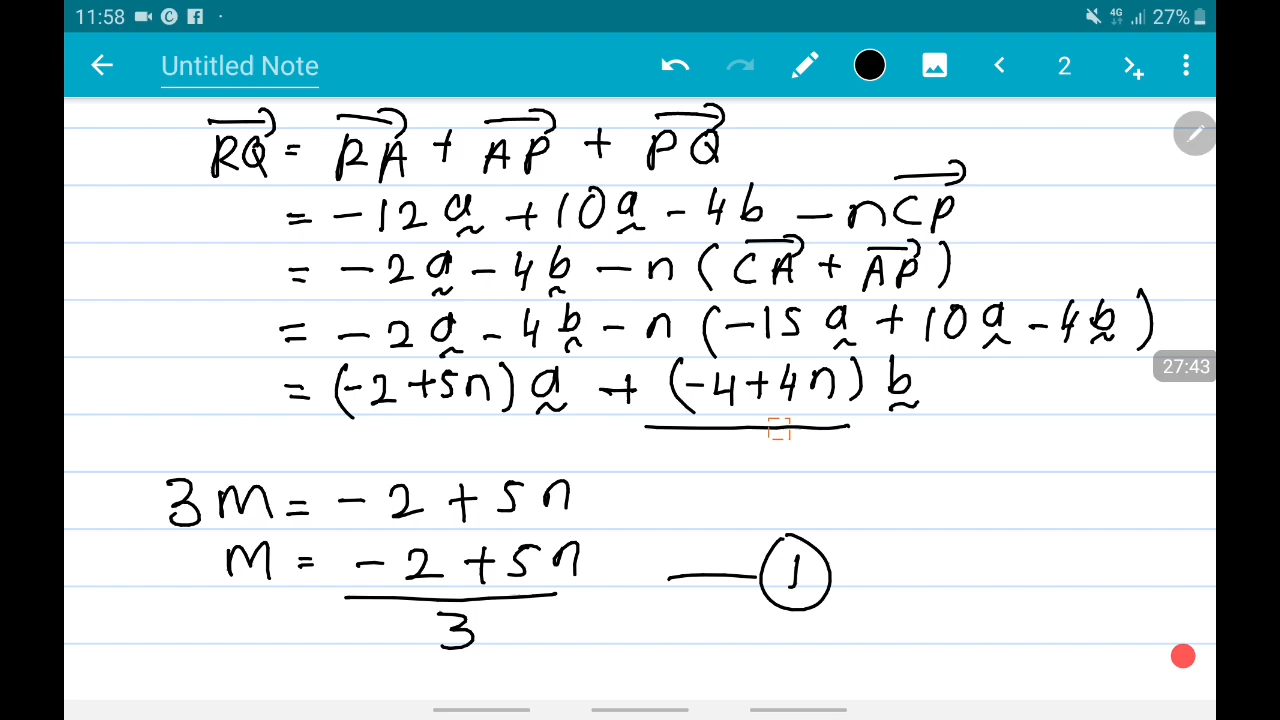 11:58 4G 27%
Untitled Note 2
RQ = RA + AP + PQ
= -12a + 10a - 4b - nCP
= -2a - 4b - n(CA + AP)
= -2a - 4b - n(-15a + 10a - 4b)
27:43
= (-2+5n)a + (-4+4n)b
3m = -2 + 5n
m = -2 + 5n —— 1
3